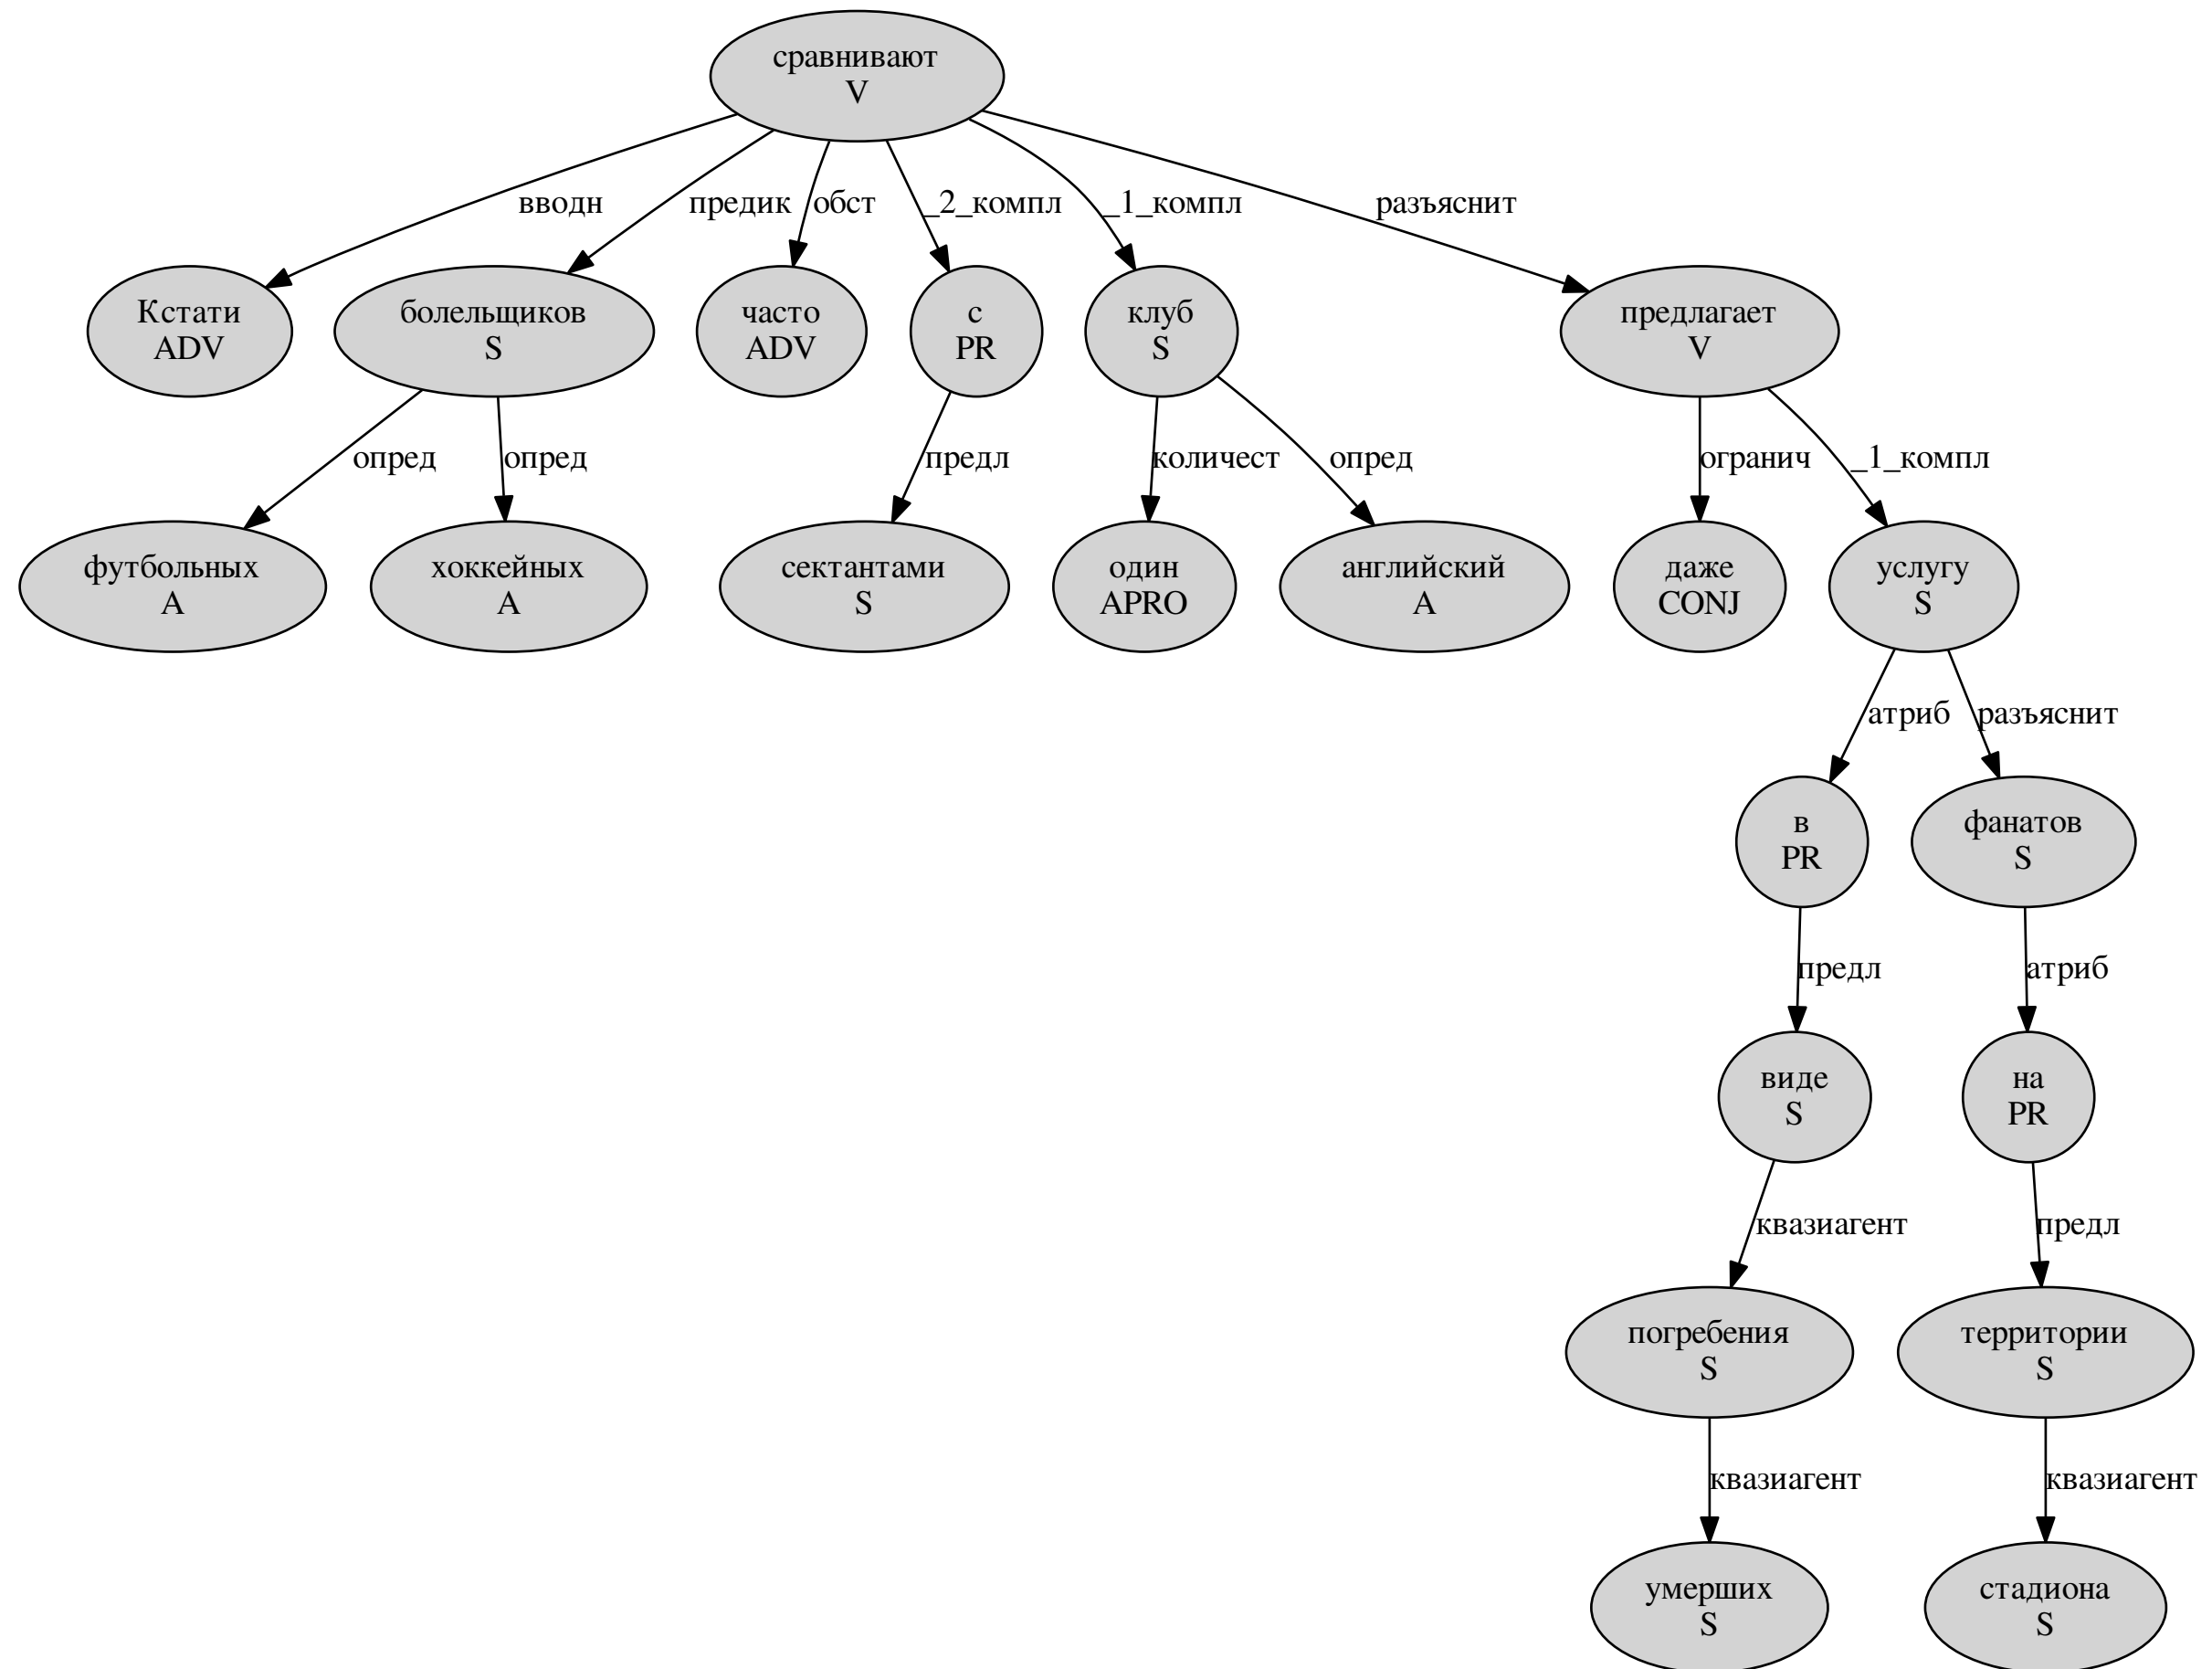 сравнивают
V
вводн
предик
обст
_2_компл
_1_компл
разъяснит
Кстати
ADV
болельщиков
S
часто
ADV
с
PR
клуб
S
предлагает
V
опред
опред
предл
количест
опред
огранич
_1_компл
футбольных
A
хоккейных
A
сектантами
S
один
APRO
английский
A
даже
CONJ
услугу
S
атриб
разъяснит
в
PR
фанатов
S
предл
атриб
виде
S
на
PR
квазиагент
предл
погребения
S
территории
S
квазиагент
квазиагент
умерших
S
стадиона
S